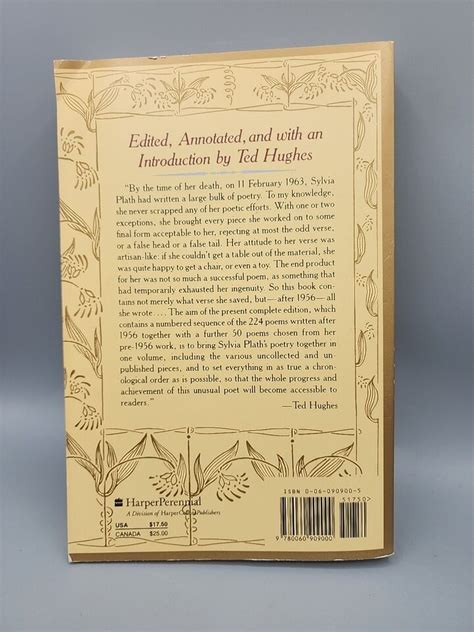 Edited, Annotated, and with an
Introduction by Ted Hughes
"By the time of her death, on 11 February 1963, Sylvia
Plath had written a large bulk of poetry. To my knowledge,
she never scrapped any of her poetic efforts. With one or two
exceptions, she brought every piece she worked on to some
final form acceptable to her, rejecting at most the odd verse,
or a false head or a false tail. Her attitude to her verse was
artisan-like: if she couldn't get a table out of the material, she
was quite happy to get a chair, or even a toy. The end product
for her was not so much a successful poem, as something that
had temporarily exhausted her ingenuity. So this book con-
tains not merely what verse she saved, but—after 1956—all
she wrote.... The aim of the present complete edition, which
contains a numbered sequence of the 224 poems written after
1956 together with a further 50 poems chosen from her
pre-1956 work, is to bring Sylvia Plath's poetry together in
one volume, including the various uncollected and un-
published pieces, and to set everything in as true a chron-
ological order as is possible, so that the whole progress and
achievement of this unusual poet will become accessible to
readers."
—Ted Hughes
ISBN 0-06-090900-5
51750
9 780060 909000
HarperPerennial
A Division of HarperCollinsPublishers
USA $17.50
CANADA $25.00